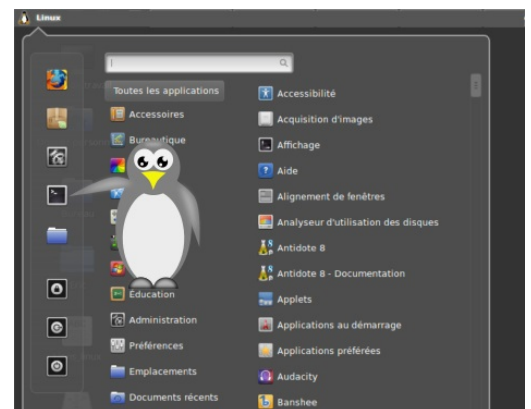 Linux
Toutes les applications
Accessoires
Bureautique
Éducation
Administration
Préférences
Emplacements
Documents récents
Accessibilité
Acquisition d'images
Affichage
Aide
Alignement de fenêtres
Analyseur d'utilisation des disques
Antidote 8
Antidote 8 - Documentation
Applets
Applications au démarrage
Applications préférées
Audacity
Banshee